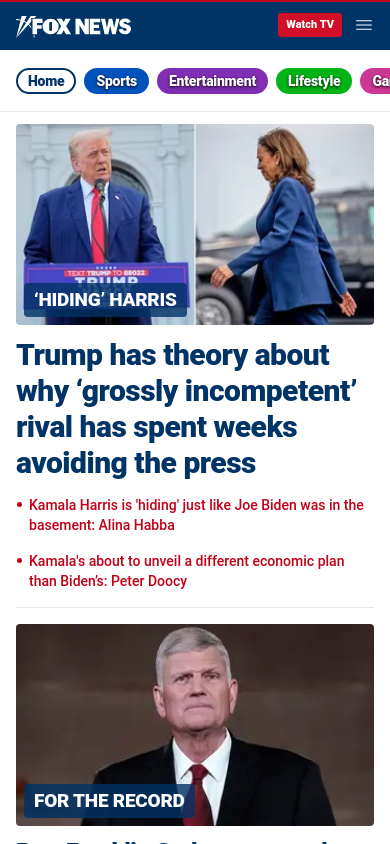 FOX NEWS
Watch TV
Home
Sports
Entertainment
Lifestyle
TEXT TRUMP TO 88022
TRUMP
‘HIDING’ HARRIS
Trump has theory about
why ‘grossly incompetent’
rival has spent weeks
avoiding the press
• Kamala Harris is 'hiding' just like Joe Biden was in the
basement: Alina Habba
• Kamala's about to unveil a different economic plan
than Biden’s: Peter Doocy
FOR THE RECORD